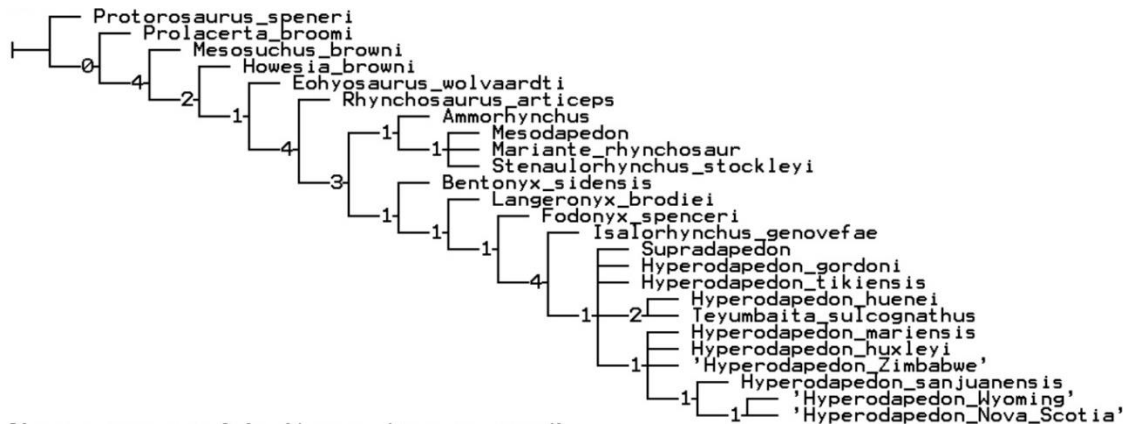 Protorosaurus_speneri
Prolacerta_broomi
0 Mesosuchus_browni
4 Howesia_browni
2 Eohyosaurus_wolvaardti
1 Rhynchosaurus_articeps
Ammorhynchus
1 Mesodapedon
4 1 Mariante_rhynchosaur
Stenaulorhynchus_stockleyi
3 Bentonyx_sidensis
Langeronyx_brodiei
1 Fodonyx_spenceri
1 Isalorhynchus_genovefae
1 Supradapedon
Hyperodapedon_gordoni
4 Hyperodapedon_tikiensis
Hyperodapedon_huenei
1 2 Teyumbaita_sulcognathus
Hyperodapedon_mariensis
Hyperodapedon_huxleyi
1 'Hyperodapedon_Zimbabwe'
Hyperodapedon_sanjuanensis
1 'Hyperodapedon_Wyoming'
1 'Hyperodapedon_Nova_Scotia'